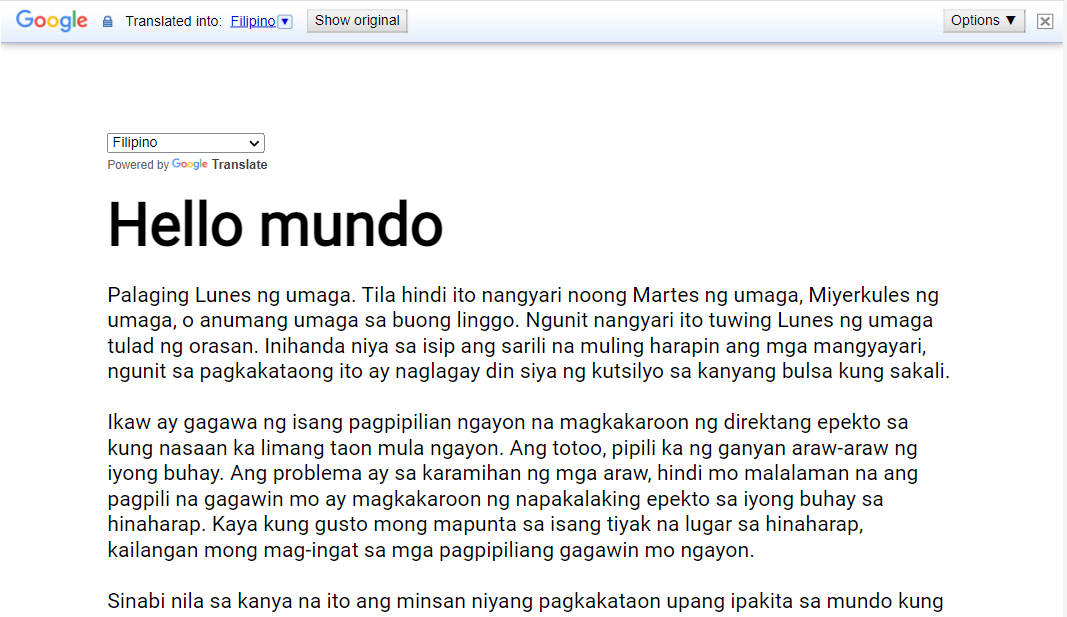 Google Translated into: Filipino ▼ Show original Options ▼
Filipino
Powered by Google Translate
Hello mundo
Palaging Lunes ng umaga. Tila hindi ito nangyari noong Martes ng umaga, Miyerkules ng
umaga, o anumang umaga sa buong linggo. Ngunit nangyari ito tuwing Lunes ng umaga
tulad ng orasan. Inihanda niya sa isip ang sarili na muling harapin ang mga mangyayari,
ngunit sa pagkakataong ito ay naglagay din siya ng kutsilyo sa kanyang bulsa kung sakali.
Ikaw ay gagawa ng isang pagpipilian ngayon na magkakaroon ng direktang epekto sa
kung nasaan ka limang taon mula ngayon. Ang totoo, pipili ka ng ganyan araw-araw ng
iyong buhay. Ang problema ay sa karamihan ng mga araw, hindi mo malalaman na ang
pagpili na gagawin mo ay magkakaroon ng napakalaking epekto sa iyong buhay sa
hinaharap. Kaya kung gusto mong mapunta sa isang tiyak na lugar sa hinaharap,
kailangan mong mag-ingat sa mga pagpipiliang gagawin mo ngayon.
Sinabi nila sa kanya na ito ang minsan niyang pagkakataon upang ipakita sa mundo kung